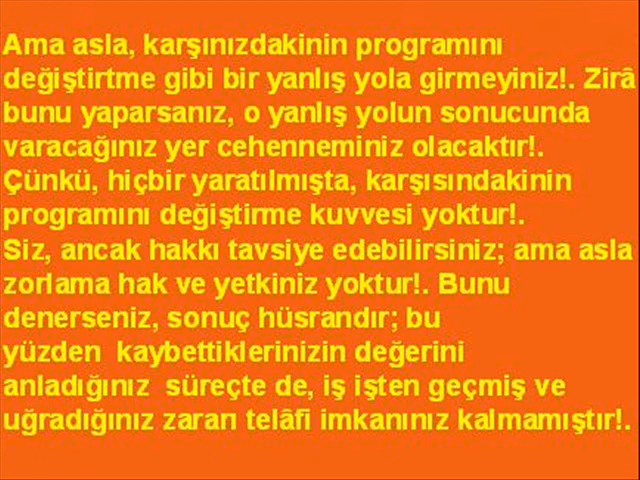 Ama asla, karşınızdakinin programını
değiştirtme gibi bir yanlış yola girmeyiniz!. Zirâ
bunu yaparsanız, o yanlış yolun sonucunda
varacağınız yer cehenneminiz olacaktır!.
Çünkü, hiçbir yaratılmışta, karşısındakinin
programını değiştirme kuvvesi yoktur!.
Siz, ancak hakkı tavsiye edebilirsiniz; ama asla
zorlama hak ve yetkiniz yoktur!. Bunu
denerseniz, sonuç hüsrandır; bu
yüzden kaybettiklerinizin değerini
anladığınız süreçte de, iş işten geçmiş ve
uğradığınız zararı telâfi imkanınız kalmamıştır!.